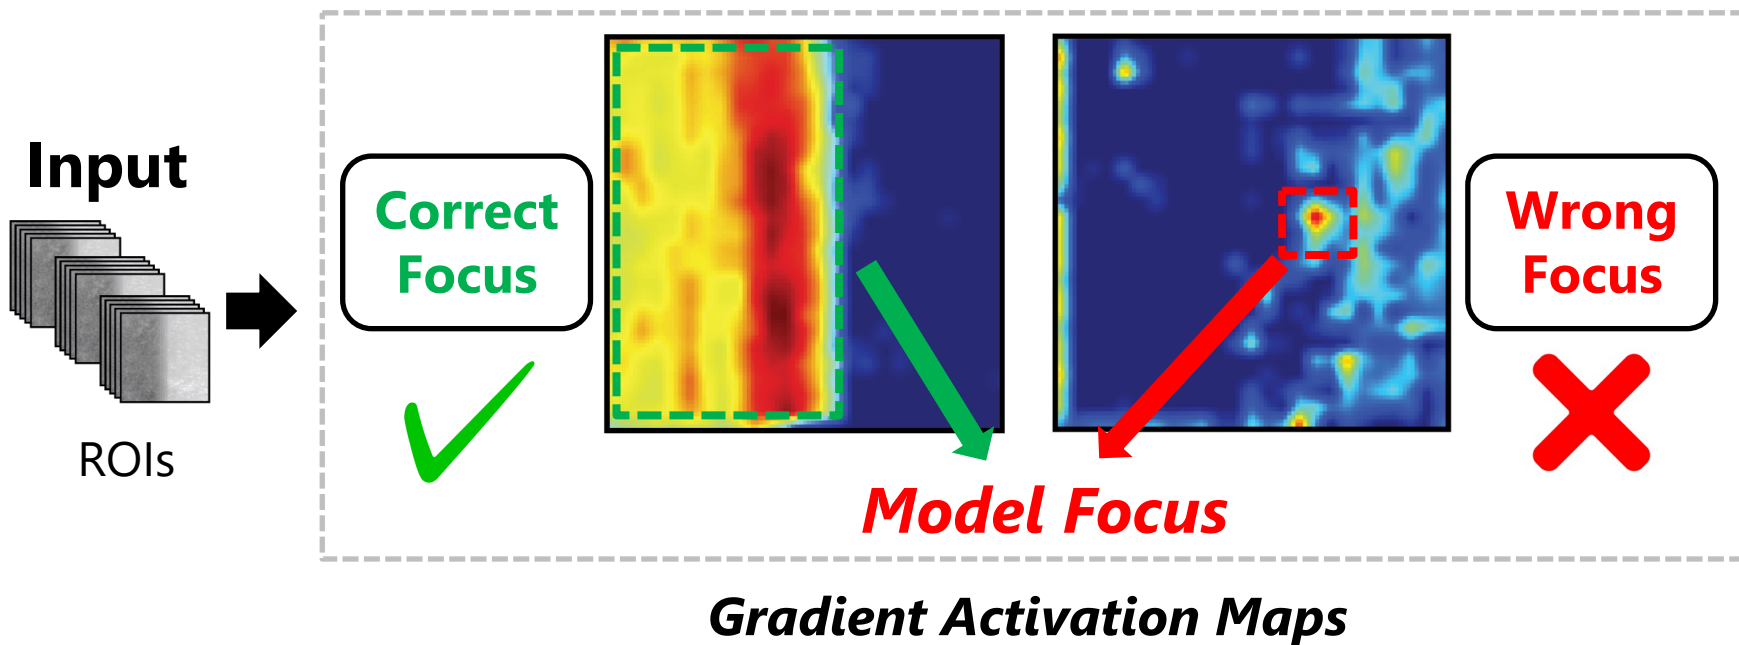 Input
ROIs
Correct
Focus
Wrong
Focus
Model Focus
Gradient Activation Maps